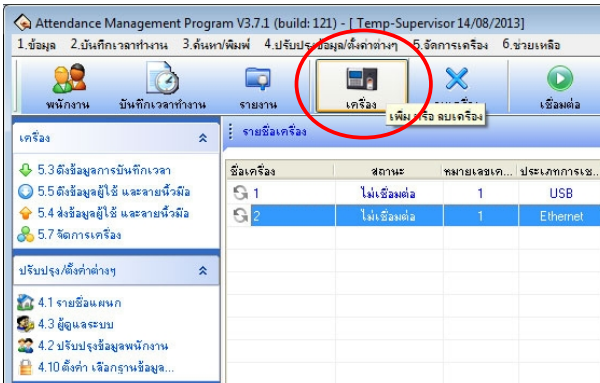 Attendance Management Program V3.7.1 (build: 121) - [ Temp-Supervisor 14/08/2013]
1.ข้อมูล 2.บันทึกเวลาทำงาน 3.ค้นหา/พิมพ์ 4.ปรับปรุงข้อมูล/ตั้งค่าต่างๆ 5.จัดการเครื่อง 6.ช่วยเหลือ
พนักงาน บันทึกเวลาทำงาน รายงาน เครื่อง เชื่อมต่อ
เพิ่ม หรือ ลบเครื่อง
เครื่อง
รายชื่อเครื่อง
5.3 ดึงข้อมูลการบันทึกเวลา
5.5 ดึงข้อมูลผู้ใช้ และลายนิ้วมือ
5.4 ส่งข้อมูลผู้ใช้ และลายนิ้วมือ
5.7 จัดการเครื่อง
ชื่อเครื่อง สถานะ หมายเลขเค... ประเภทการเช...
1 ไม่เชื่อมต่อ 1 USB
2 ไม่เชื่อมต่อ 1 Ethernet
ปรับปรุง/ตั้งค่าต่างๆ
4.1 รายชื่อแผนก
4.3 ผู้ดูแลระบบ
4.2 ปรับปรุงข้อมูลพนักงาน
4.10 ตั้งค่า เลือกฐานข้อมูล...